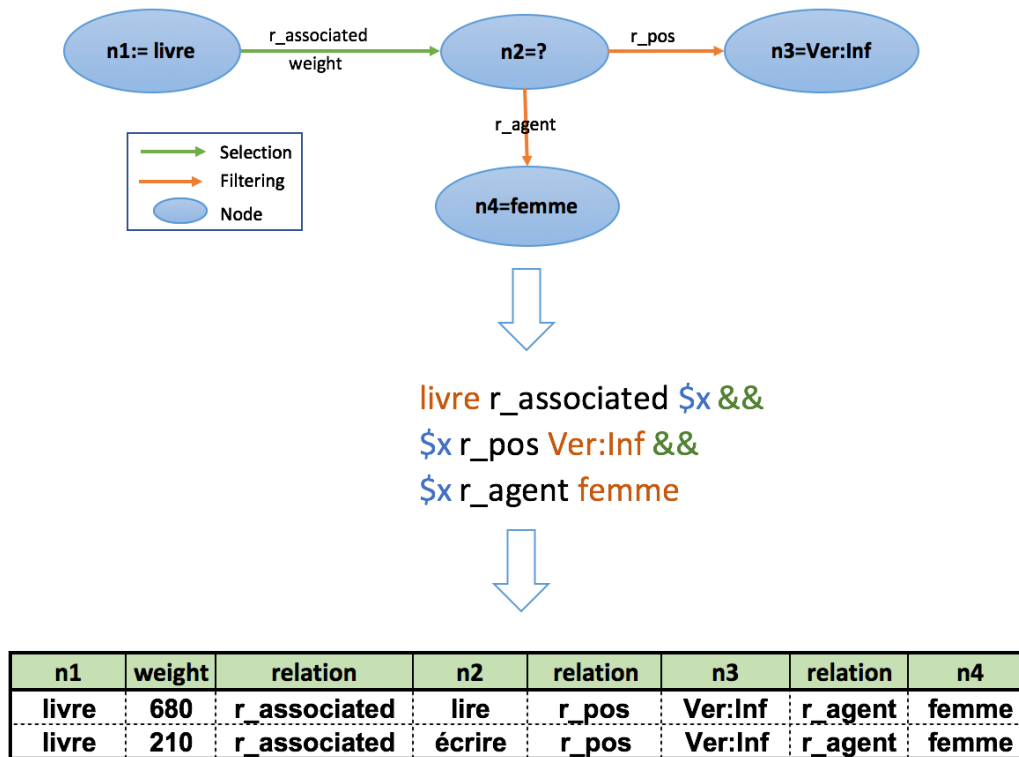 n1:= livre
r_associated
weight
n2=?
r_pos
n3=Ver:Inf
r_agent
n4=femme
Selection
Filtering
Node
livre r_associated $x &&
$x r_pos Ver:Inf &&
$x r_agent femme
n1 weight relation n2 relation n3 relation n4
livre 680 r_associated lire r_pos Ver:Inf r_agent femme
livre 210 r_associated écrire r_pos Ver:Inf r_agent femme